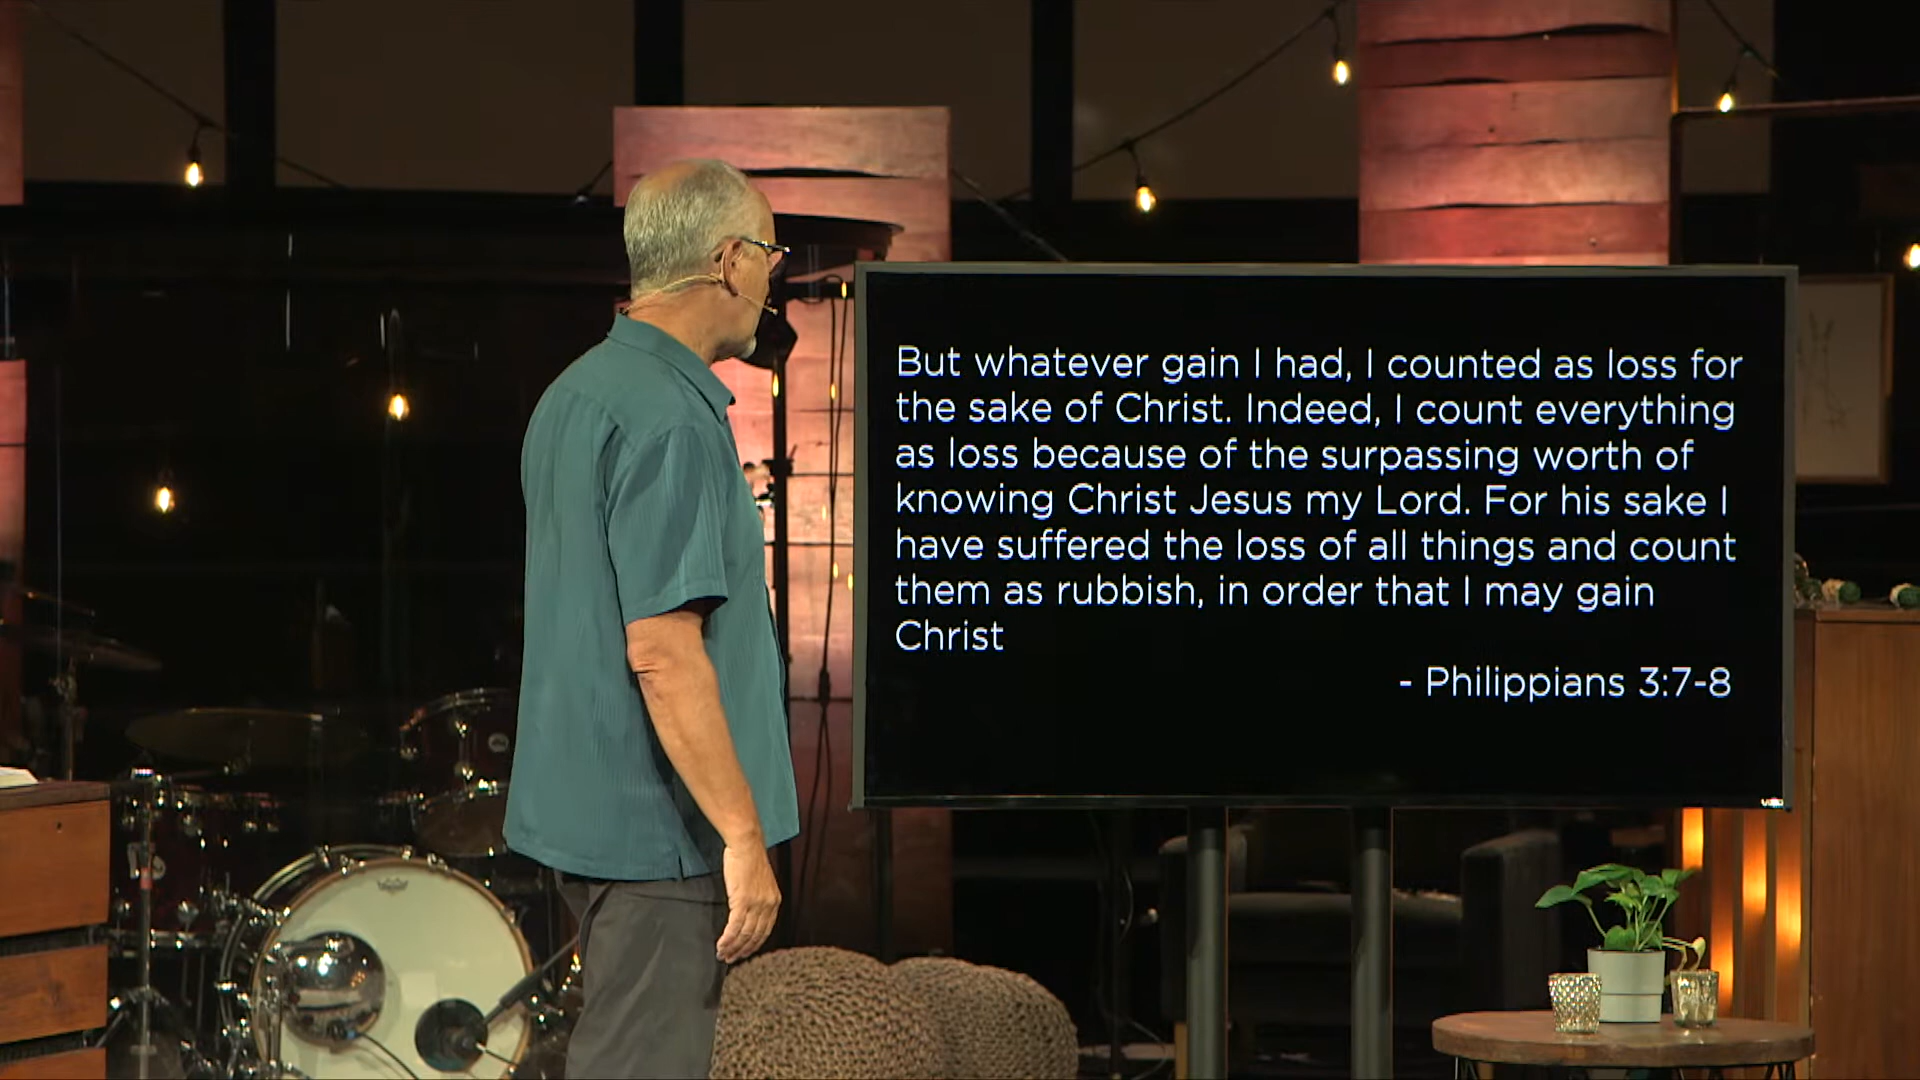 But whatever gain I had, I counted as loss for
the sake of Christ. Indeed, I count everything
as loss because of the surpassing worth of
knowing Christ Jesus my Lord. For his sake I
have suffered the loss of all things and count
them as rubbish, in order that I may gain
Christ
- Philippians 3:7-8